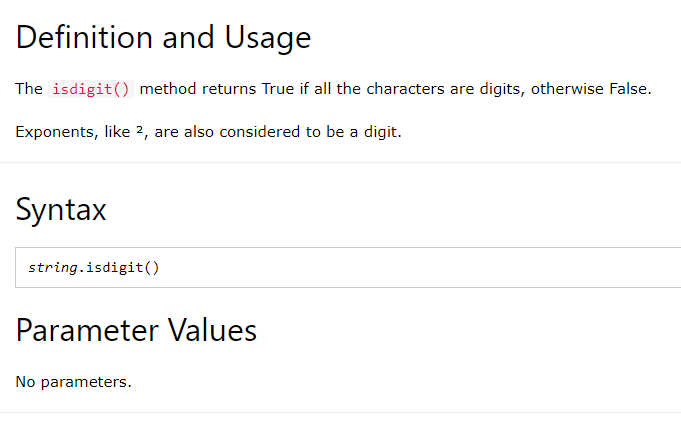 Definition and Usage
The isdigit() method returns True if all the characters are digits, otherwise False.
Exponents, like ², are also considered to be a digit.
Syntax
string.isdigit()
Parameter Values
No parameters.